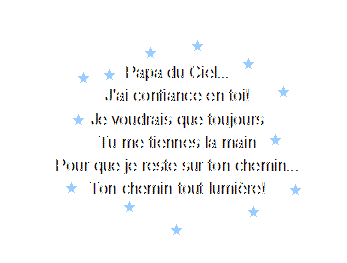 Papa du Ciel...
J'ai confiance en toi!
Je voudrais que toujours
Tu me tiennes la main
Pour que je reste sur ton chemin...
Ton chemin tout lumière!